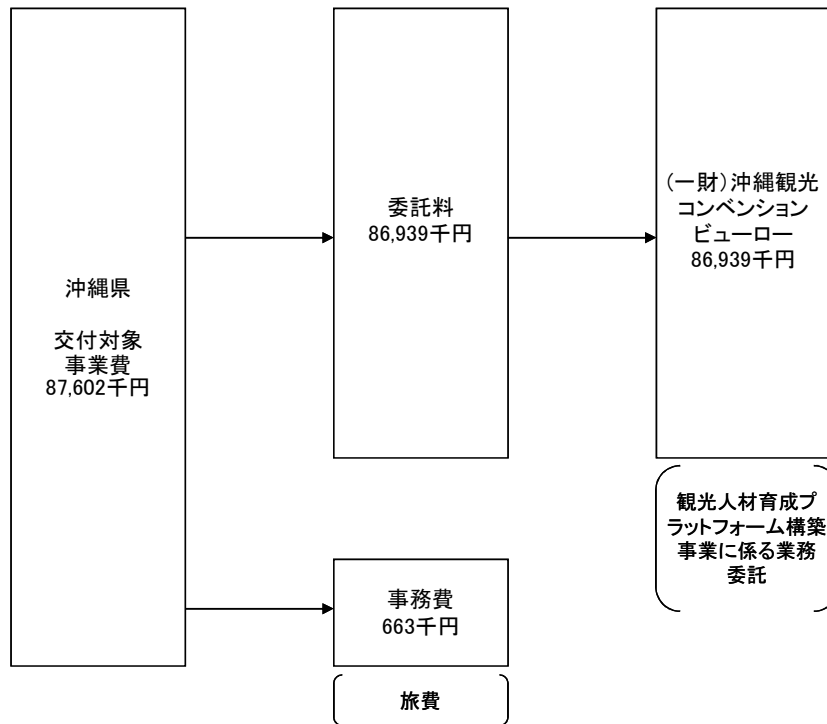 沖縄県
交付対象
事業費
87,602千円
委託料
86,939千円
(一財)沖縄観光
コンベンション
ビューロー
86,939千円
観光人材育成プ
ラットフォーム構築
事業に係る業務
委託
事務費
663千円
旅費